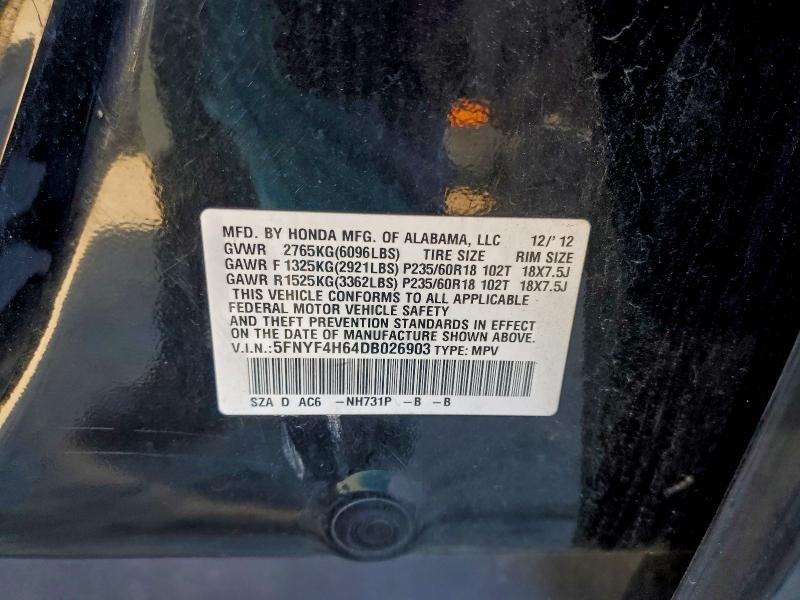 MFD. BY HONDA MFG. OF ALABAMA, LLC 12/' 12
GVWR 2765KG(6096LBS) TIRE SIZE RIM SIZE
GAWR F 1325KG(2921LBS) P235/60R18 102T 18X7.5J
GAWR R1525KG(3362LBS) P235/60R18 102T 18X7.5J
THIS VEHICLE CONFORMS TO ALL APPLICABLE
FEDERAL MOTOR VEHICLE SAFETY
AND THEFT PREVENTION STANDARDS IN EFFECT
ON THE DATE OF MANUFACTURE SHOWN ABOVE.
V.I.N.:5FNYF4H64DB026903 TYPE: MPV
SZA D AC6 -NH731P -B -B